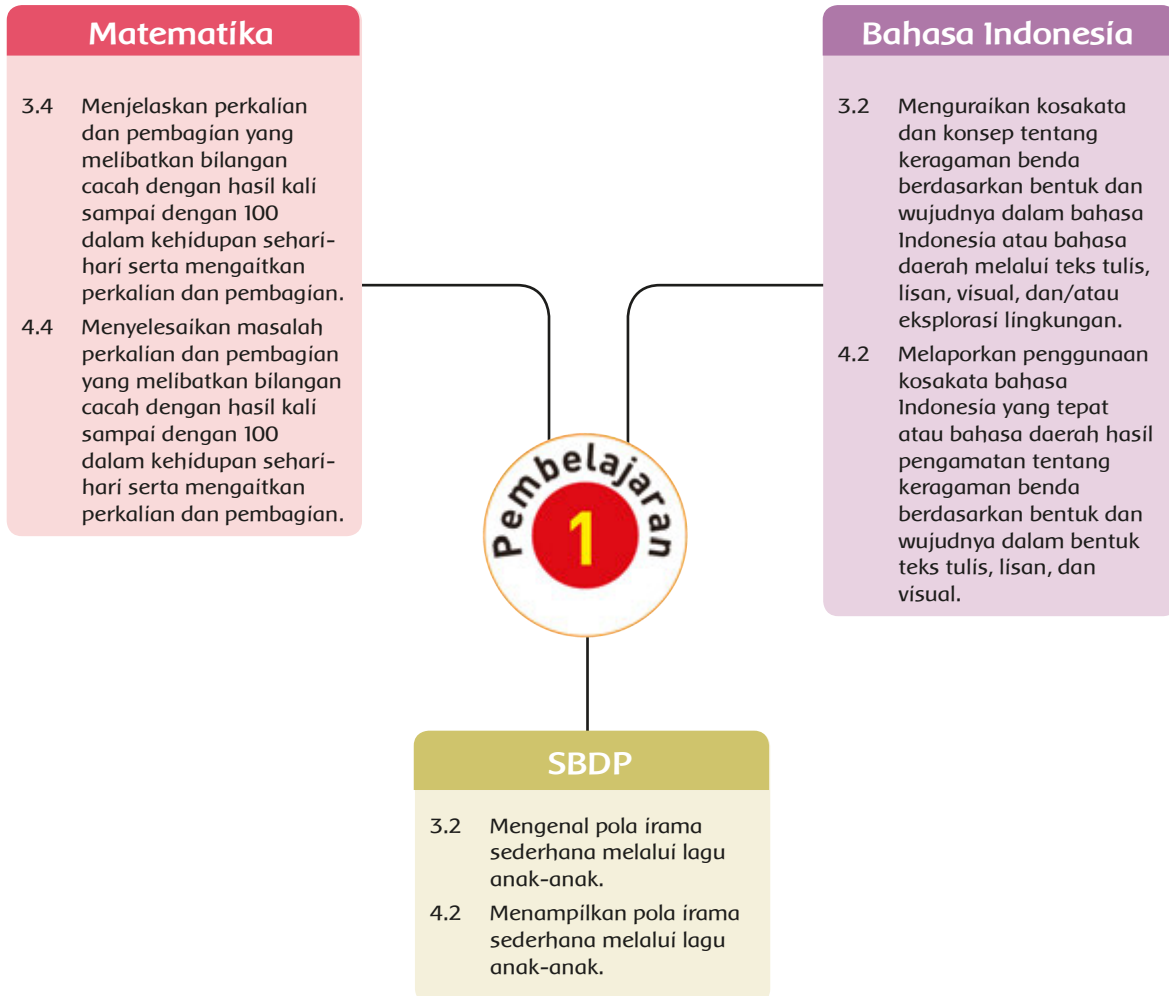 Matematika
3.4 Menjelaskan perkalian
dan pembagian yang
melibatkan bilangan
cacah dengan hasil kali
sampai dengan 100
dalam kehidupan sehari-
hari serta mengaitkan
perkalian dan pembagian.
4.4 Menyelesaikan masalah
perkalian dan pembagian
yang melibatkan bilangan
cacah dengan hasil kali
sampai dengan 100
dalam kehidupan sehari-
hari serta mengaitkan
perkalian dan pembagian.
Bahasa Indonesia
3.2 Menguraikan kosakata
dan konsep tentang
keragaman benda
berdasarkan bentuk dan
wujudnya dalam bahasa
Indonesia atau bahasa
daerah melalui teks tulis,
lisan, visual, dan/atau
eksplorasi lingkungan.
4.2 Melaporkan penggunaan
kosakata bahasa
Indonesia yang tepat
atau bahasa daerah hasil
pengamatan tentang
keragaman benda
berdasarkan bentuk dan
wujudnya dalam bentuk
teks tulis, lisan, dan
visual.
Pembelajaran
1
SBDP
3.2 Mengenal pola irama
sederhana melalui lagu
anak-anak.
4.2 Menampilkan pola irama
sederhana melalui lagu
anak-anak.